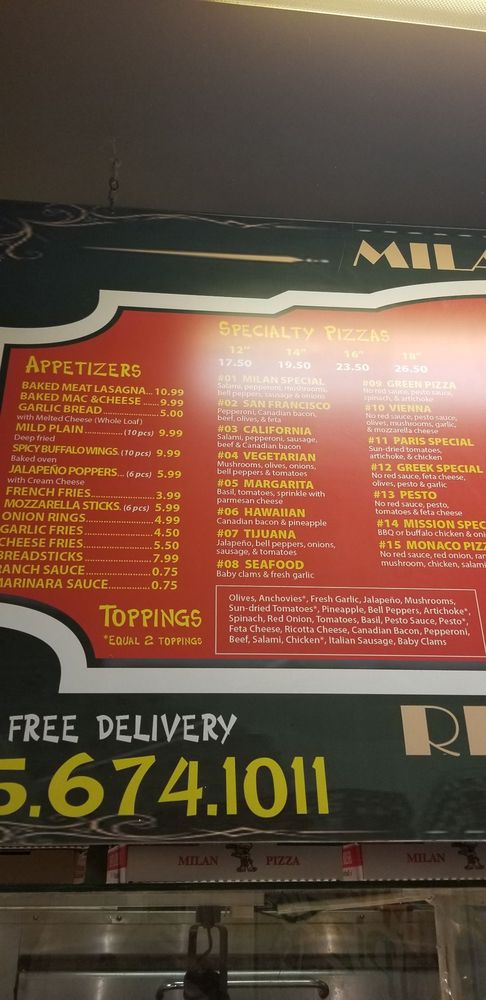 MILA
SPECIALTY PIZZAS
12" 14" 16" 18"
17.50 19.50 23.50 26.50
APPETIZERS
BAKED MEAT LASAGNA... 10.99
BAKED MAC & CHEESE...... 9.99
GARLIC BREAD.................. 5.00
with Melted Cheese (Whole Loaf)
MILD PLAIN............(10 pcs) 9.99
Deep fried
SPICY BUFFALO WINGS. (10 pcs) 9.99
Baked oven
JALAPEÑO POPPERS... (6 pcs) 5.99
with Cream Cheese
FRENCH FRIES....................3.99
MOZZARELLA STICKS. (6 pcs) 5.99
ONION RINGS....................4.99
GARLIC FRIES....................4.50
CHEESE FRIES....................5.50
BREADSTICKS....................7.99
RANCH SAUCE....................0.75
MARINARA SAUCE...............0.75
#01 MILAN SPECIAL
Salami, pepperoni, mushrooms,
bell peppers, sausage & onions
#02 SAN FRANCISCO
Pepperoni, Canadian bacon,
beef, olives, & feta
#03 CALIFORNIA
Salami, pepperoni, sausage,
beef & Canadian bacon
#04 VEGETARIAN
Mushrooms, olives, onions,
bell peppers & tomatoes
#05 MARGARITA
Basil, tomatoes, sprinkle with
parmesan cheese
#06 HAWAIIAN
Canadian bacon & pineapple
#07 TIJUANA
Jalapeño, bell peppers, onions,
sausage, & tomatoes
#08 SEAFOOD
Baby clams & fresh garlic
#09 GREEN PIZZA
No red sauce, pesto sauce,
spinach, & artichoke
#10 VIENNA
No red sauce, pesto sauce,
olives, mushrooms, garlic,
& mozzarella cheese
#11 PARIS SPECIAL
Sun-dried tomatoes,
artichoke, & chicken
#12 GREEK SPECIAL
No red sauce, feta cheese,
olives, pesto & garlic
#13 PESTO
No red sauce, pesto,
tomatoes & feta cheese
#14 MISSION SPEC
BBQ or buffalo chicken & oni
#15 MONACO PIZZ
No red sauce, red onion, ran
mushroom, chicken, salami
TOPPINGS
*EQUAL 2 TOPPINGS
Olives, Anchovies*, Fresh Garlic, Jalapeño, Mushrooms,
Sun-dried Tomatoes*, Pineapple, Bell Peppers, Artichoke*,
Spinach, Red Onion, Tomatoes, Basil, Pesto Sauce, Pesto*,
Feta Cheese, Ricotta Cheese, Canadian Bacon, Pepperoni,
Beef, Salami, Chicken*, Italian Sausage, Baby Clams
FREE DELIVERY
5.674.1011
RE
MILAN PIZZA
MILAN